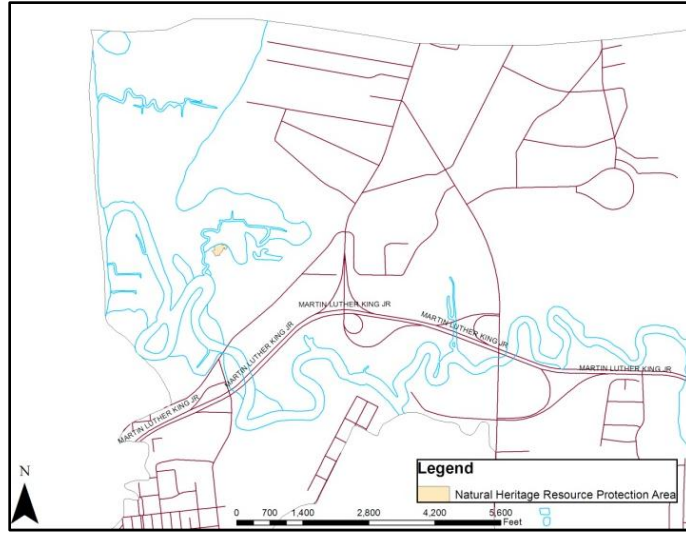 MARTIN LUTHER KING JR
MARTIN LUTHER KING JR
MARTIN LUTHER KING JR
MARTIN LUTHER KING JR
MARTIN LUTHER KING JR
N
Legend
Natural Heritage Resource Protection Area
0 700 1,400 2,800 4,200 5,600
Feet